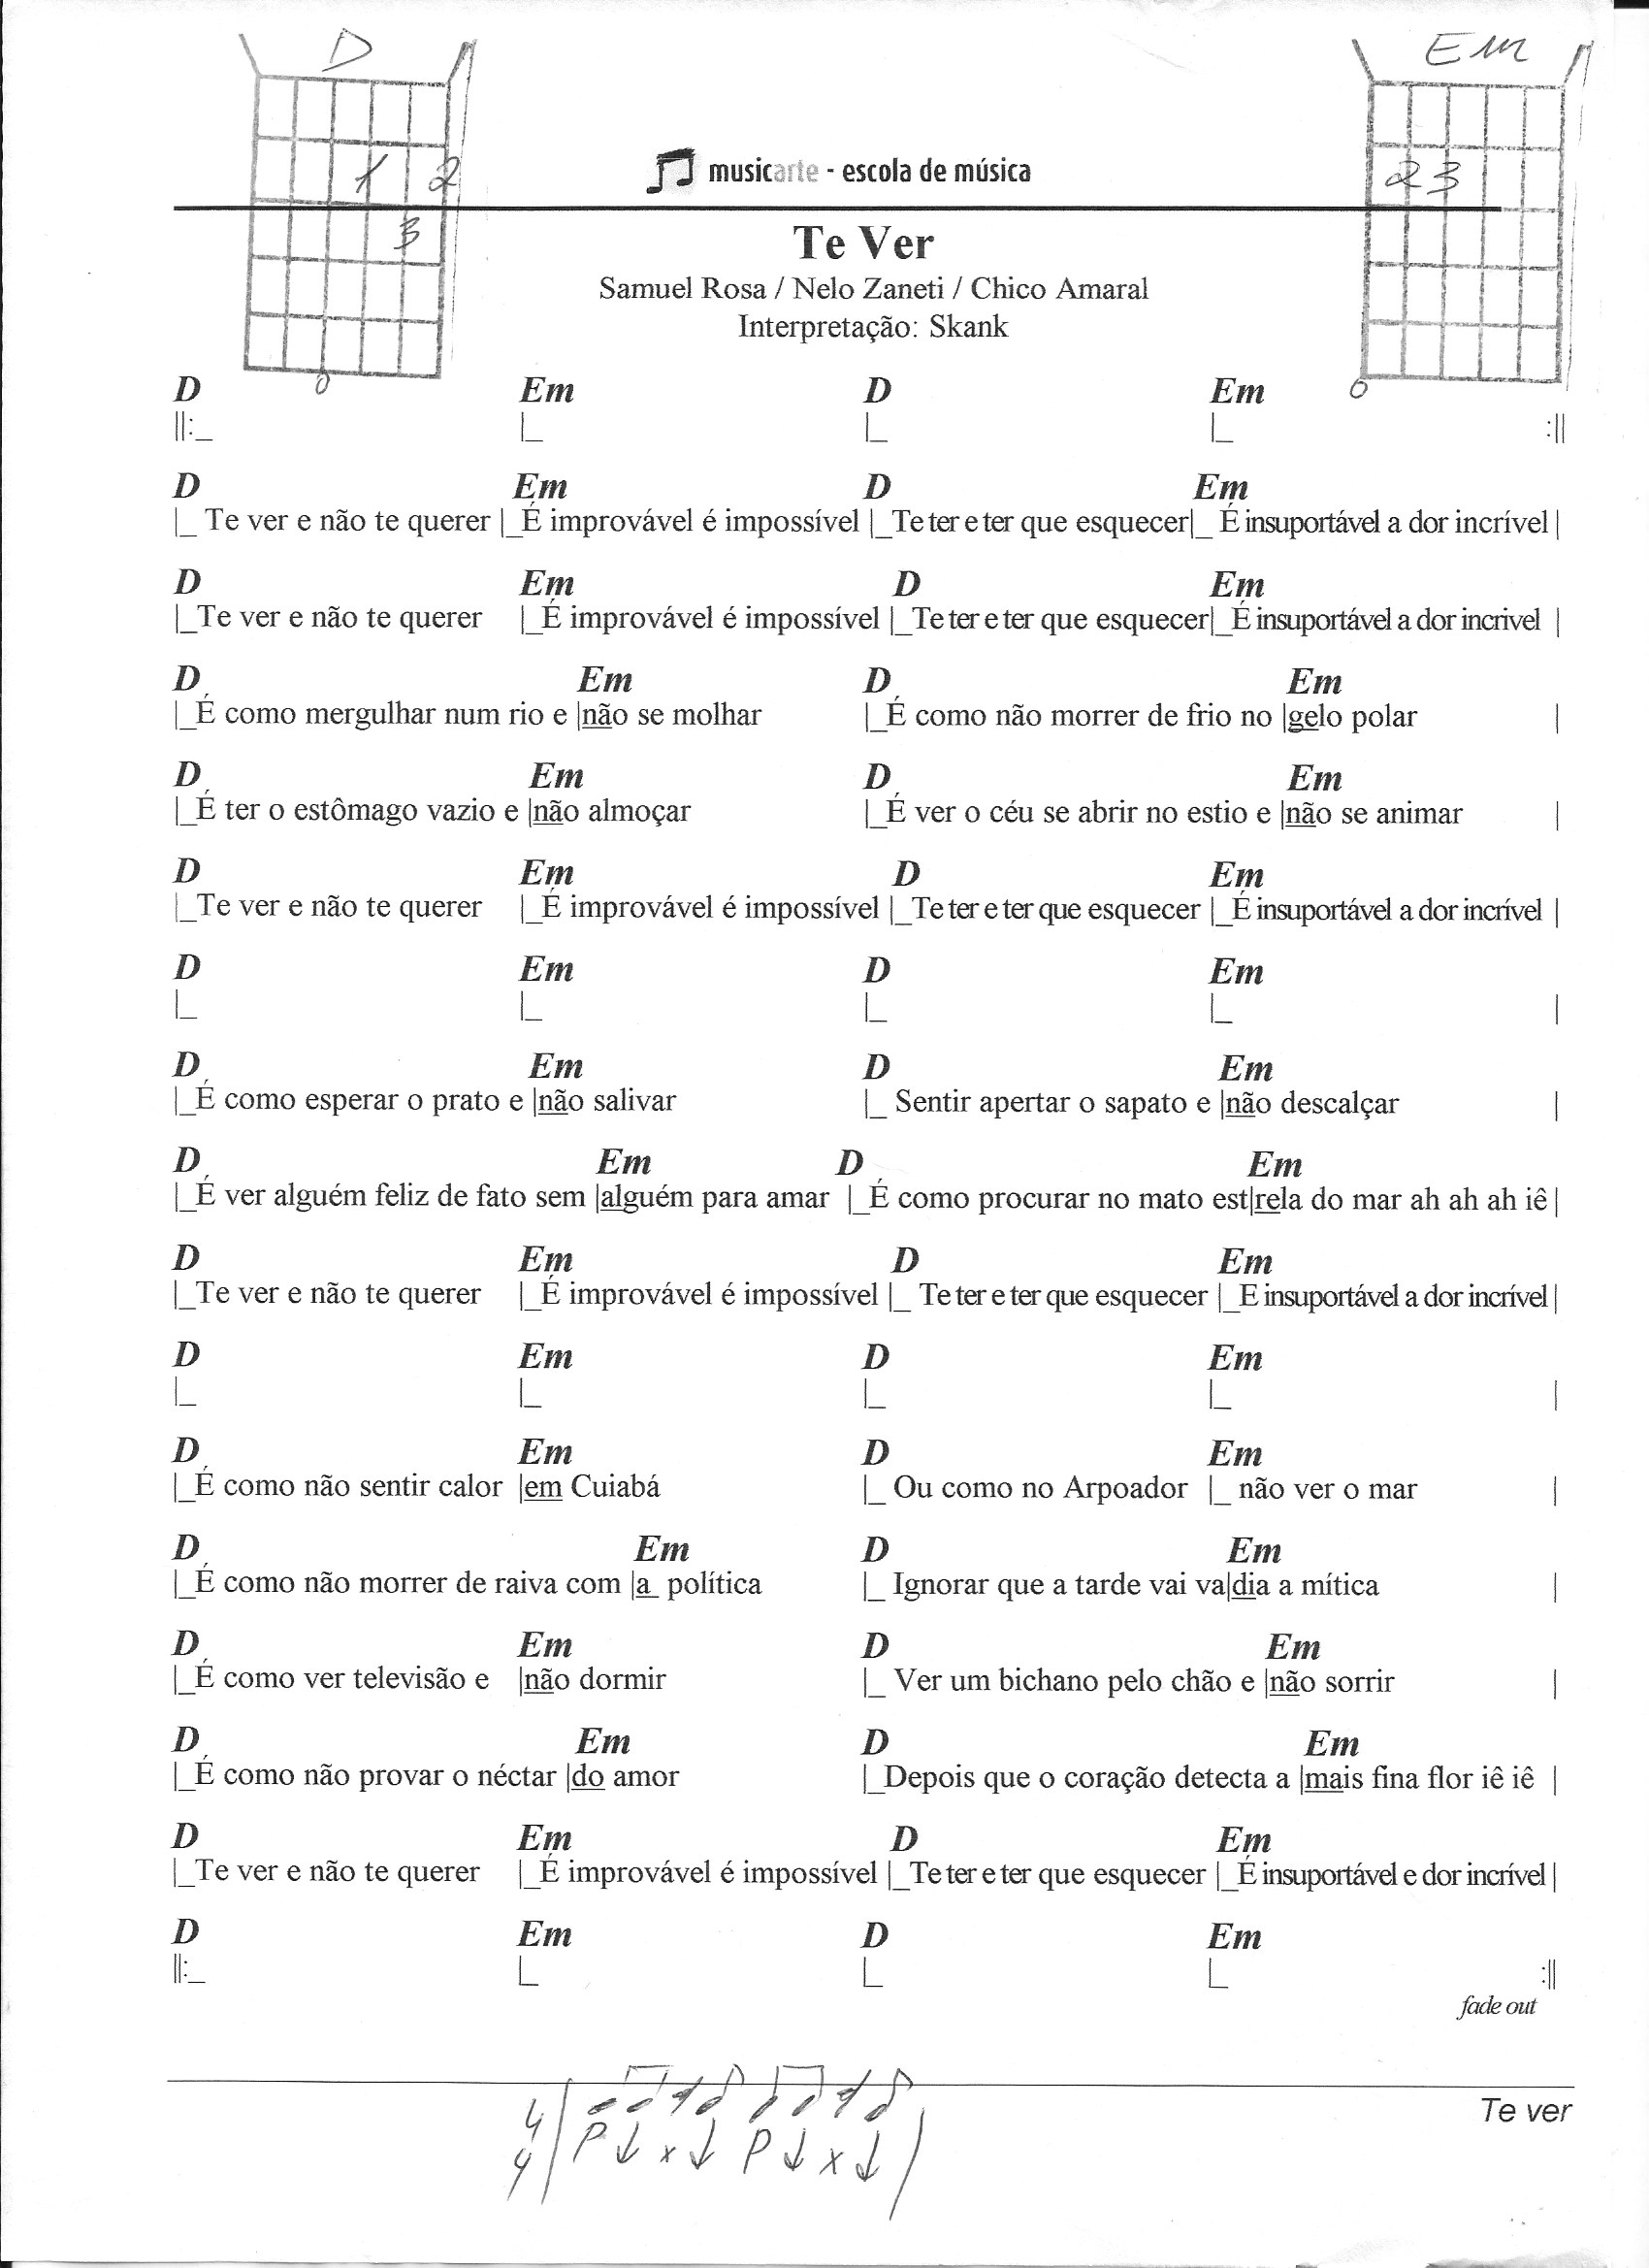 D
1 2
3
0
Em
2 3
0
musicarte - escola de música
Te Ver
Samuel Rosa / Nelo Zaneti / Chico Amaral
Interpretação: Skank
D Em D Em
||:_ |_ |_ |_ :||
D Em D Em
|_ Te ver e não te querer |_É improvável é impossível |_Te ter e ter que esquecer|_ É insuportável a dor incrível |
D Em D Em
|_Te ver e não te querer |_É improvável é impossível |_Te ter e ter que esquecer|_É insuportável a dor incrivel |
D Em D Em
|_É como mergulhar num rio e |não se molhar |_É como não morrer de frio no |gelo polar |
D Em D Em
|_É ter o estômago vazio e |não almoçar |_É ver o céu se abrir no estio e |não se animar |
D Em D Em
|_Te ver e não te querer |_É improvável é impossível |_Te ter e ter que esquecer |_É insuportável a dor incrível |
D Em D Em
|_ |_ |_ |_ |
D Em D Em
|_É como esperar o prato e |não salivar |_ Sentir apertar o sapato e |não descalçar |
D Em D Em
|_É ver alguém feliz de fato sem |alguém para amar |_É como procurar no mato est|rela do mar ah ah ah iê |
D Em D Em
|_Te ver e não te querer |_É improvável é impossível |_ Te ter e ter que esquecer |_E insuportável a dor incrível |
D Em D Em
|_ |_ |_ |_ |
D Em D Em
|_É como não sentir calor |em Cuiabá |_ Ou como no Arpoador |_ não ver o mar |
D Em D Em
|_É como não morrer de raiva com |a_ política |_ Ignorar que a tarde vai va|dia a mítica |
D Em D Em
|_É como ver televisão e |não dormir |_ Ver um bichano pelo chão e |não sorrir |
D Em D Em
|_É como não provar o néctar |do amor |_Depois que o coração detecta a |mais fina flor iê iê |
D Em D Em
|_Te ver e não te querer |_É improvável é impossível |_Te ter e ter que esquecer |_É insuportável e dor incrível |
D Em D Em
||:_ |_ |_ |_ :||
fade out
Te ver
4
4
P ↓ x ↓ P ↓ x ↓